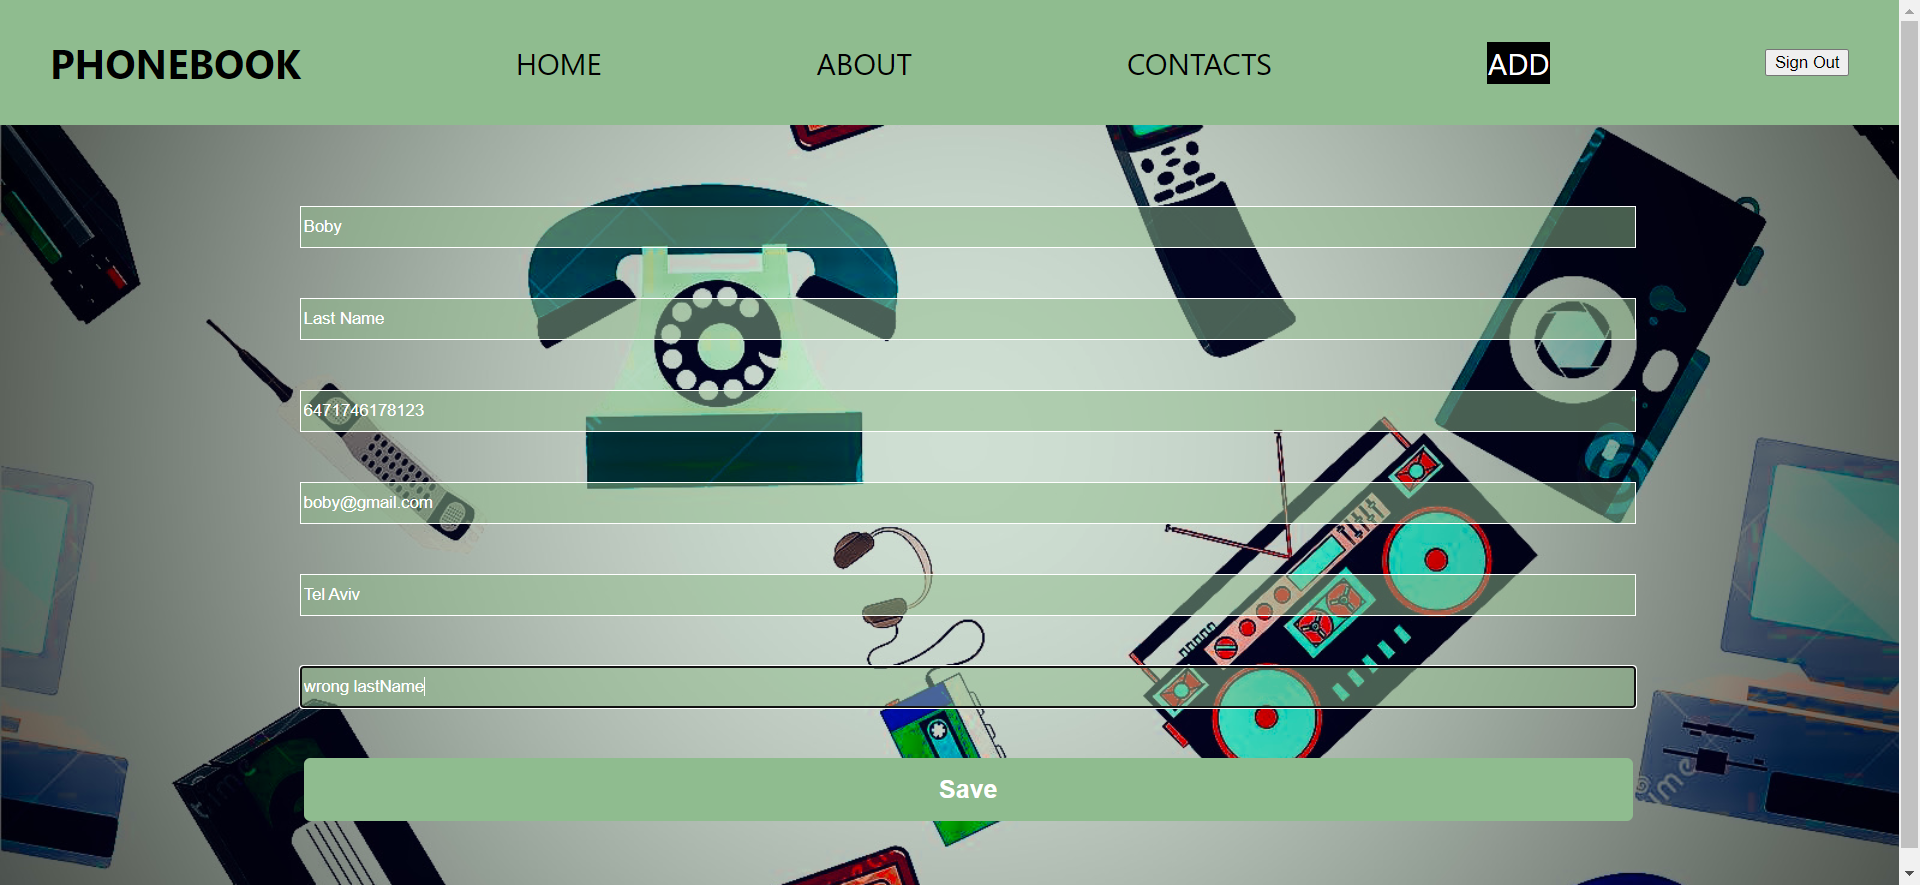 PHONEBOOK HOME ABOUT CONTACTS ADD Sign Out
Boby
Last Name
6471746178123
boby@gmail.com
Tel Aviv
wrong lastName
Save
time